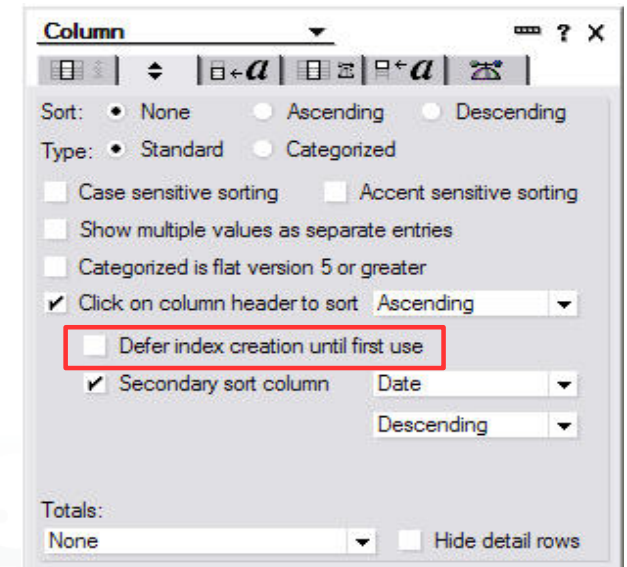 Column ? X
a a
Sort: None Ascending Descending
Type: Standard Categorized
Case sensitive sorting Accent sensitive sorting
Show multiple values as separate entries
Categorized is flat version 5 or greater
Click on column header to sort Ascending
Defer index creation until first use
Secondary sort column Date
Descending
Totals:
None Hide detail rows